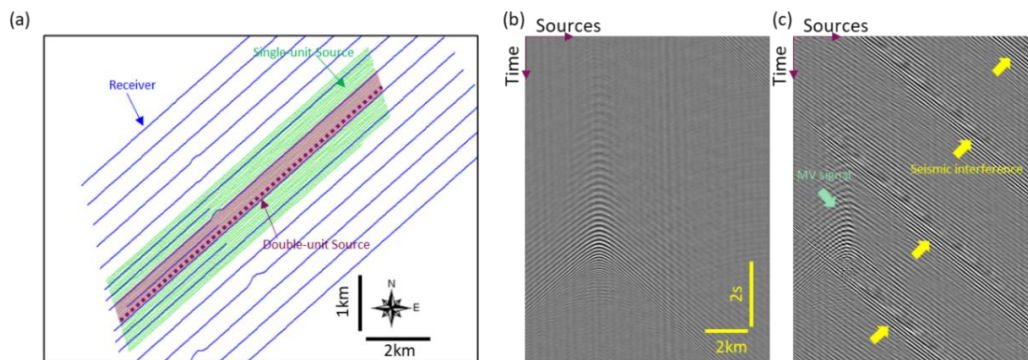 (a)
Single-unit Source
Receiver
Double-unit Source
N
E
1km
2km
(b)
Sources
Time
2s
2km
(c)
Sources
Time
MV signal
Seismic interference